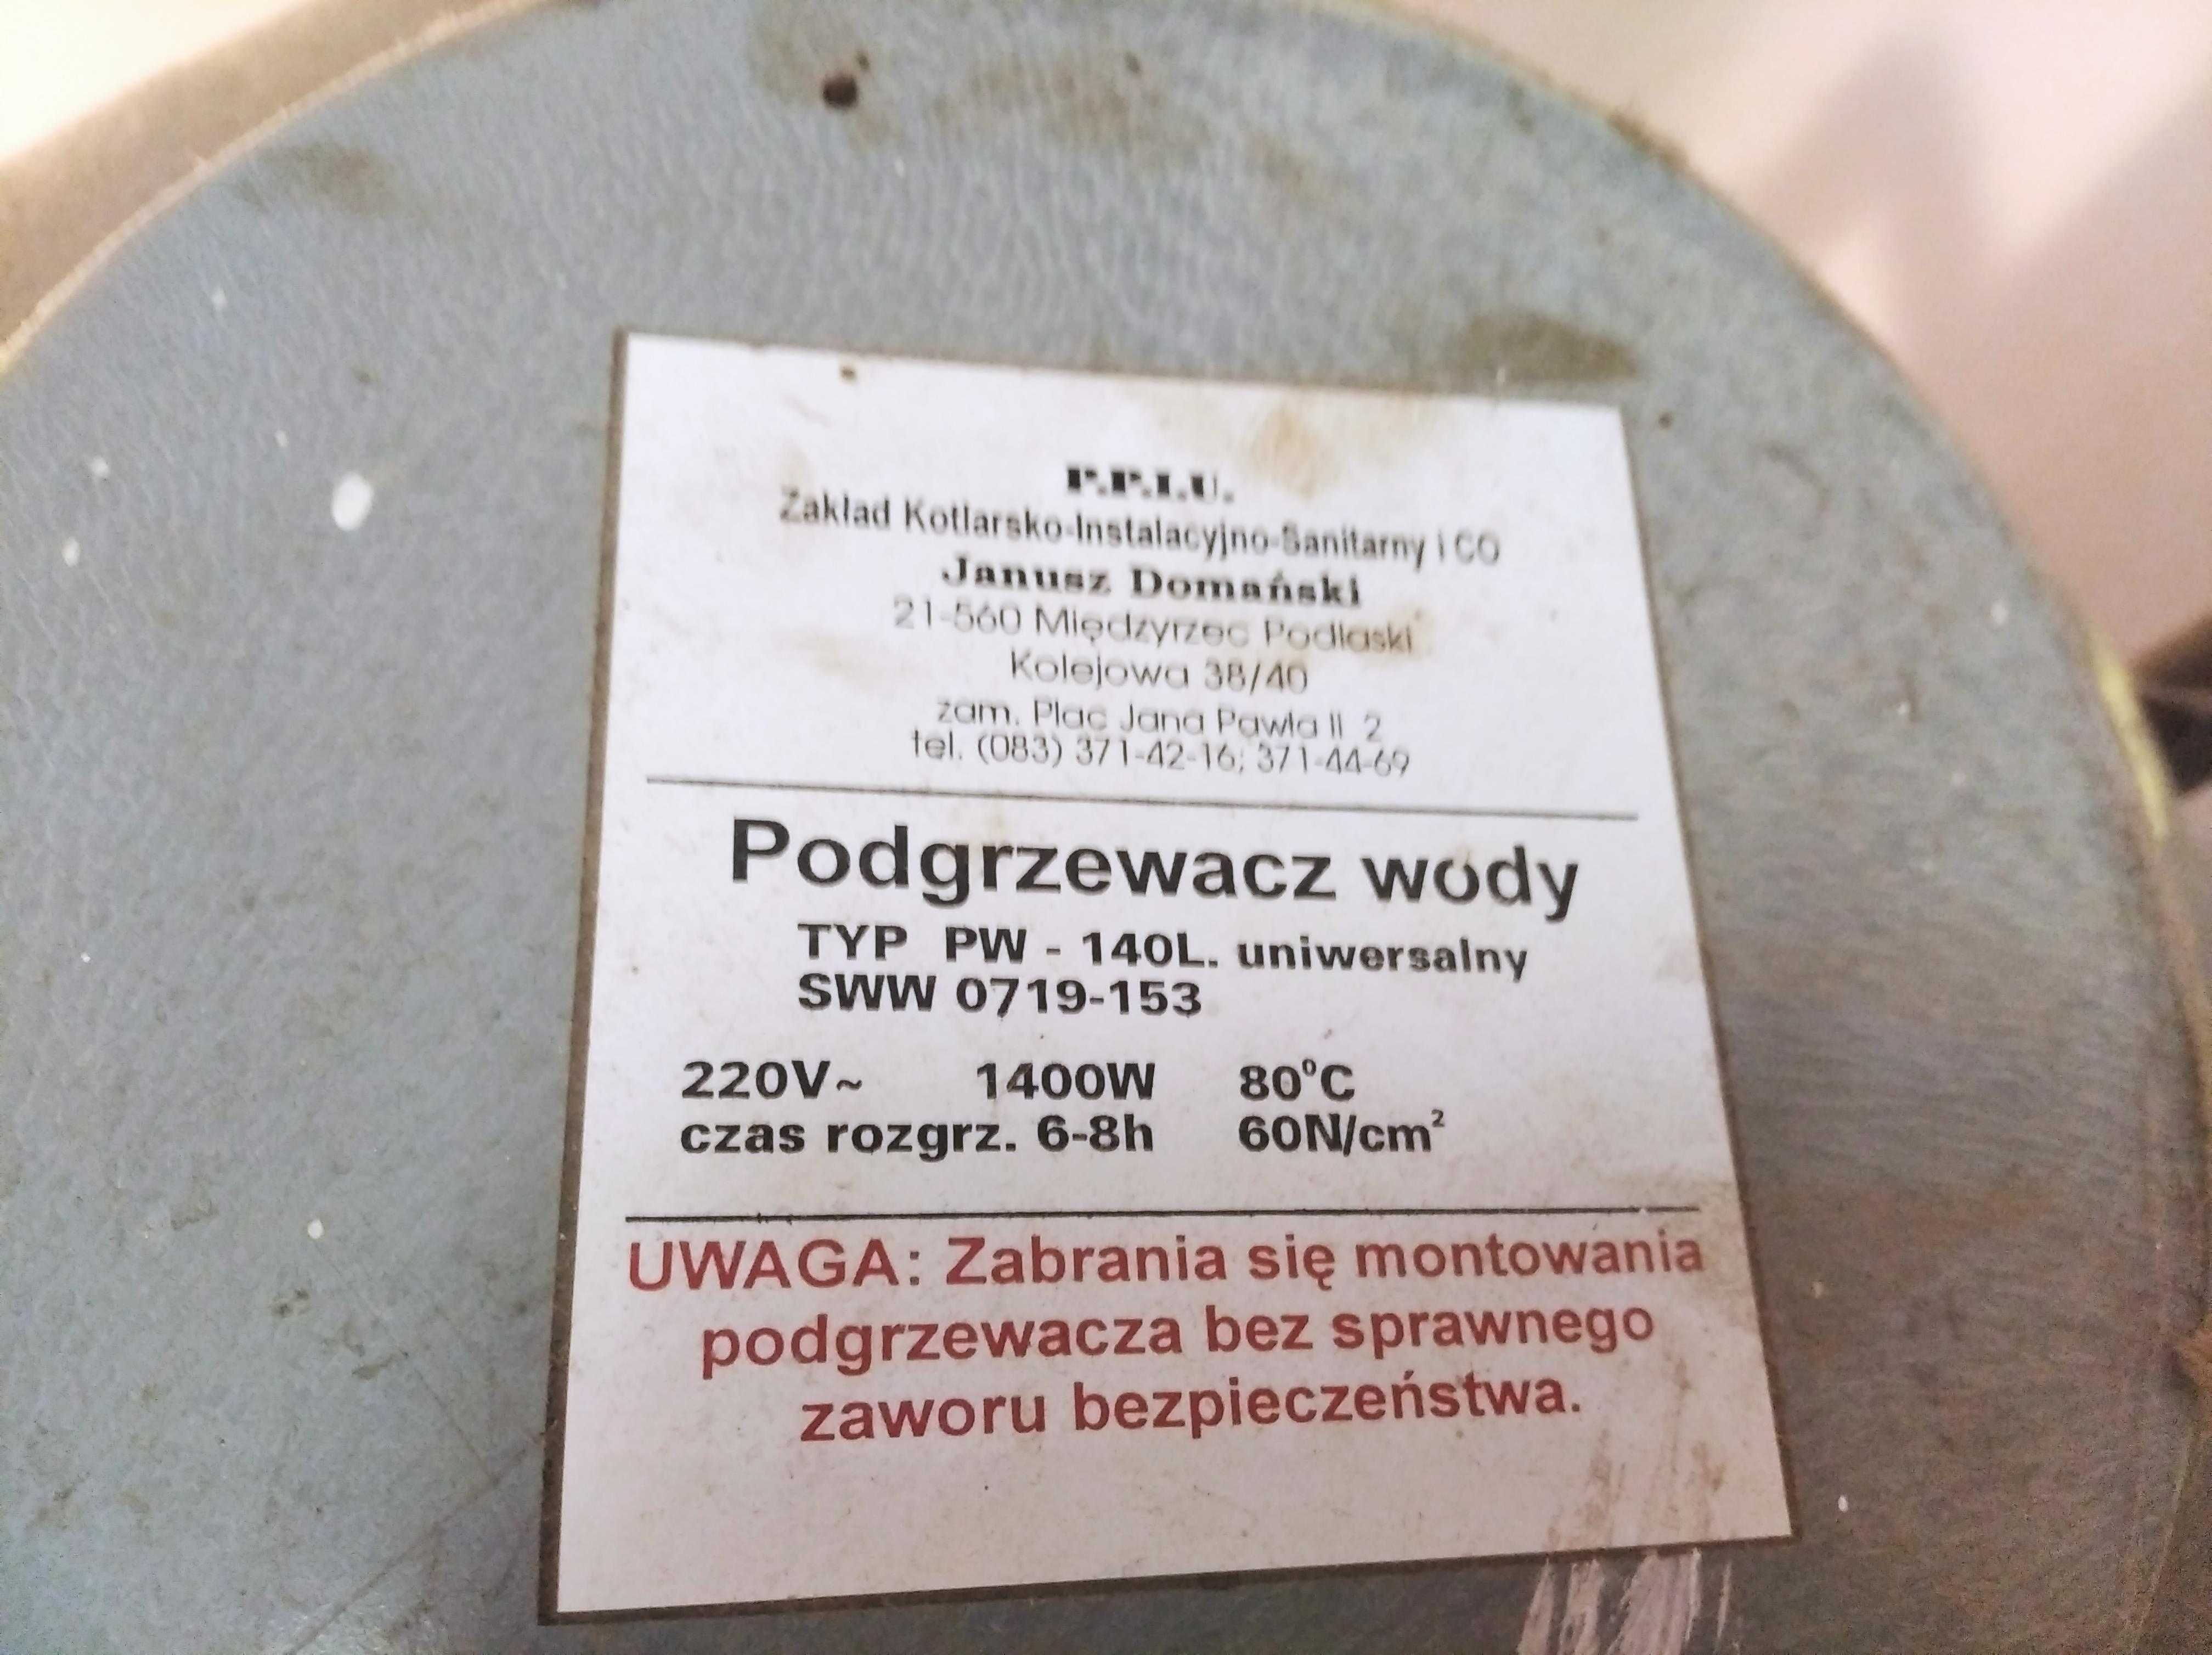 P.P.I.U.
Zakład Kotlarsko-Instalacyjno-Sanitarny i CO
Janusz Domański
21-560 Międzyrzec Podlaski
Kolejowa 38/40
zam. Plac Jana Pawła II 2
tel. (083) 371-42-16; 371-44-69
Podgrzewacz wody
TYP PW - 140L. uniwersalny
SWW 0719-153
220V~ 1400W 80°C
czas rozgrz. 6-8h 60N/cm²
UWAGA: Zabrania się montowania
podgrzewacza bez sprawnego
zaworu bezpieczeństwa.